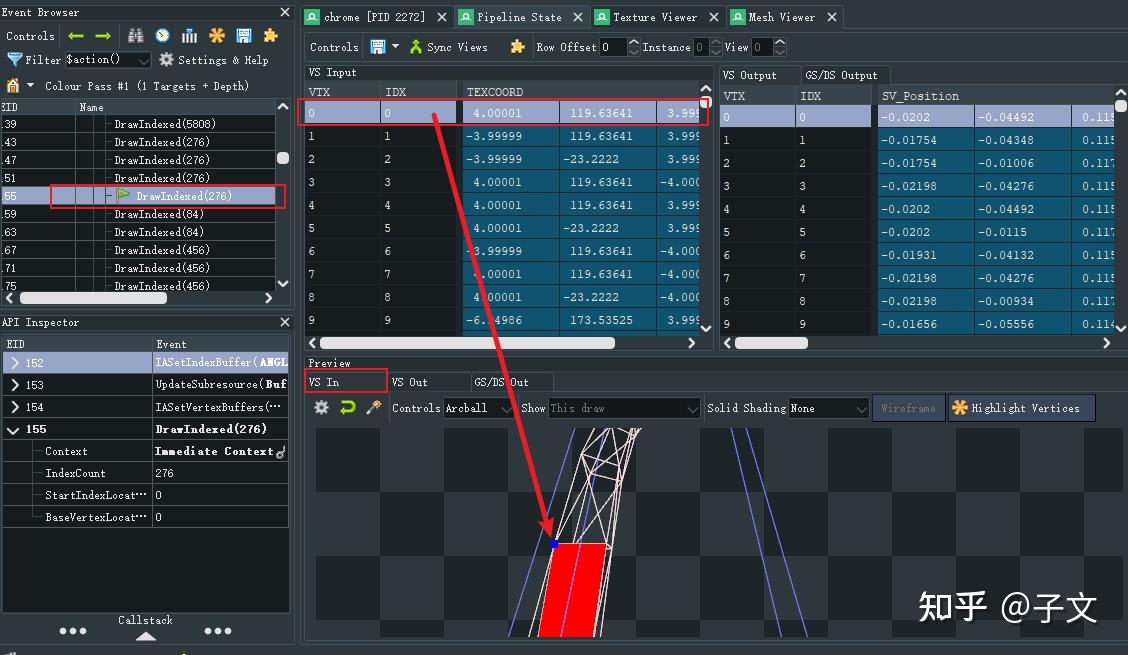 Event Browser
Controls
Filter $action() Settings & Help
Colour Pass #1 (1 Targets + Depth)
EID Name
.39 DrawIndexed(5808)
.43 DrawIndexed(276)
.47 DrawIndexed(276)
.51 DrawIndexed(276)
.55 DrawIndexed(276)
.59 DrawIndexed(84)
.63 DrawIndexed(84)
.67 DrawIndexed(456)
.71 DrawIndexed(456)
.75 DrawIndexed(456)
API Inspector
EID Event
152 IASetIndexBuffer(ANGL
153 UpdateSubresource(Buf
154 IASetVertexBuffers(···
155 DrawIndexed(276)
Context Immediate Context
IndexCount 276
StartIndexLocat··· 0
BaseVertexLocat··· 0
Callstack
chrome [PID 2272] Pipeline State Texture Viewer Mesh Viewer
Controls Sync Views Row Offset 0 Instance 0 View 0
VS Input
VTX IDX TEXCOORD
0 0 4.00001 119.63641 3.999
1 1 -3.99999 119.63641 3.999
2 2 -3.99999 -23.2222 3.999
3 3 4.00001 119.63641 -4.000
4 4 4.00001 119.63641 3.999
5 5 4.00001 -23.2222 3.999
6 6 -3.99999 119.63641 -4.000
7 7 4.00001 119.63641 -4.000
8 8 4.00001 -23.2222 -4.000
9 9 173.53525 3.999
VS Output GS/DS Output
VTX IDX SV_Position
0 0 -0.0202 -0.04492 0.115
1 1 -0.01754 -0.04348 0.115
2 2 -0.01754 -0.01006 0.117
3 3 -0.02198 -0.04276 0.115
4 4 -0.0202 -0.04492 0.115
5 5 -0.0202 -0.0115 0.117
6 6 -0.01931 -0.04132 0.115
7 7 -0.02198 -0.04276 0.115
8 8 -0.02198 -0.00934 0.117
9 9 -0.01656 -0.05556 0.114
Preview
VS In VS Out GS/DS Out
Controls Arcball Show This draw Solid Shading None Wireframe Highlight Vertices
知乎 @子文